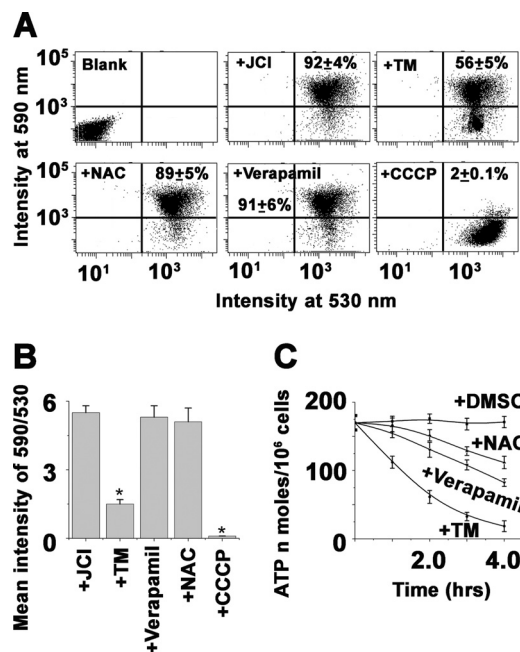 A
Blank
+JCI 92±4%
+TM 56±5%
+NAC 89±5%
+Verapamil
91±6%
+CCCP 2±0.1%
10⁵
10³
10⁵
10³
10¹ 10³ 10¹ 10³ 10¹ 10³
Intensity at 590 nm
Intensity at 530 nm
B
Mean intensity of 590/530
6
3
0
*
*
+JCI
+TM
+Verapamil
+NAC
+CCCP
C
ATP n moles/10⁶ cells
200
100
0
+DMSO
+NAC
+Verapamil
+TM
2.0 4.0
Time (hrs)